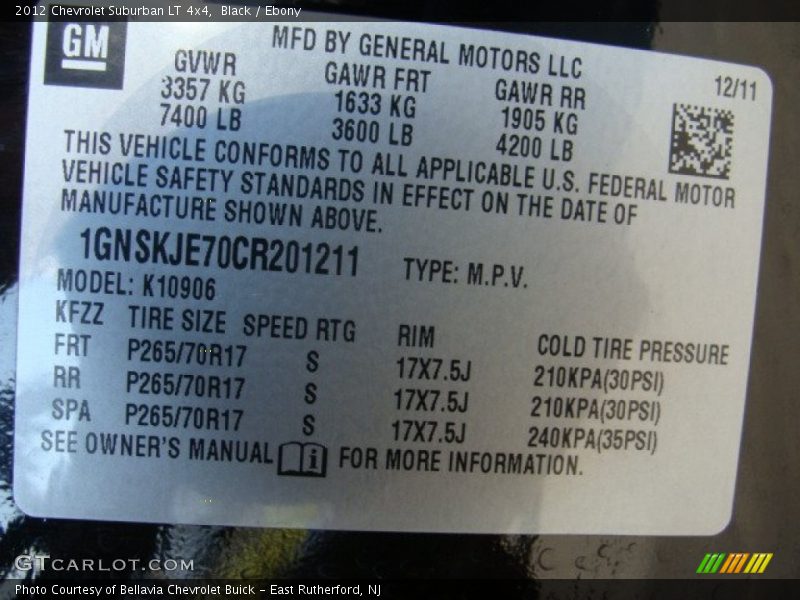 2012 Chevrolet Suburban LT 4x4, Black / Ebony
GM
MFD BY GENERAL MOTORS LLC
GVWR GAWR FRT GAWR RR 12/11
3357 KG 1633 KG 1905 KG
7400 LB 3600 LB 4200 LB
THIS VEHICLE CONFORMS TO ALL APPLICABLE U.S. FEDERAL MOTOR
VEHICLE SAFETY STANDARDS IN EFFECT ON THE DATE OF
MANUFACTURE SHOWN ABOVE.
1GNSKJE70CR201211 TYPE: M.P.V.
MODEL: K10906
KFZZ TIRE SIZE SPEED RTG RIM COLD TIRE PRESSURE
FRT P265/70R17 S 17X7.5J 210KPA(30PSI)
RR P265/70R17 S 17X7.5J 210KPA(30PSI)
SPA P265/70R17 S 17X7.5J 240KPA(35PSI)
SEE OWNER'S MANUAL i FOR MORE INFORMATION.
GTCARLOT.COM
Photo Courtesy of Bellavia Chevrolet Buick - East Rutherford, NJ